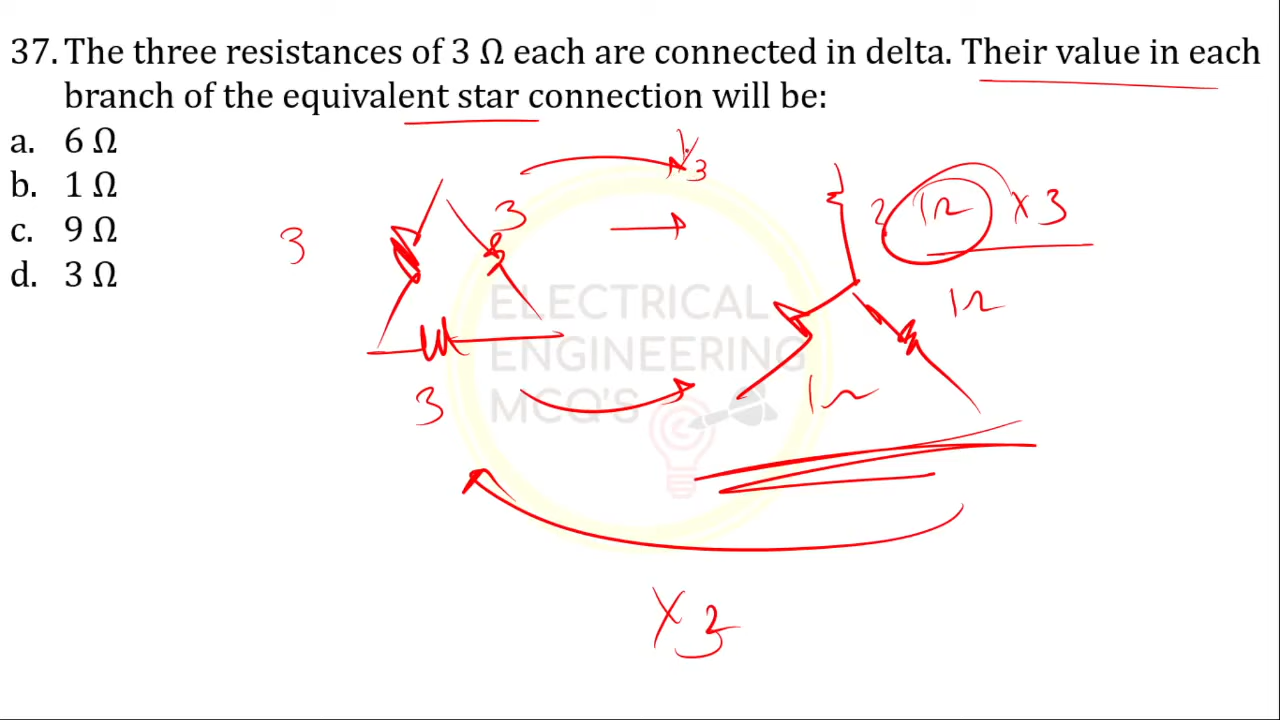 37. The three resistances of 3 Ω each are connected in delta. Their value in each
branch of the equivalent star connection will be:
a. 6 Ω
b. 1 Ω
c. 9 Ω
d. 3 Ω
1/3
3
3
3
1Ω x 3
1Ω
1Ω
ELECTRICAL
ENGINEERING
MCQ'S
x 3